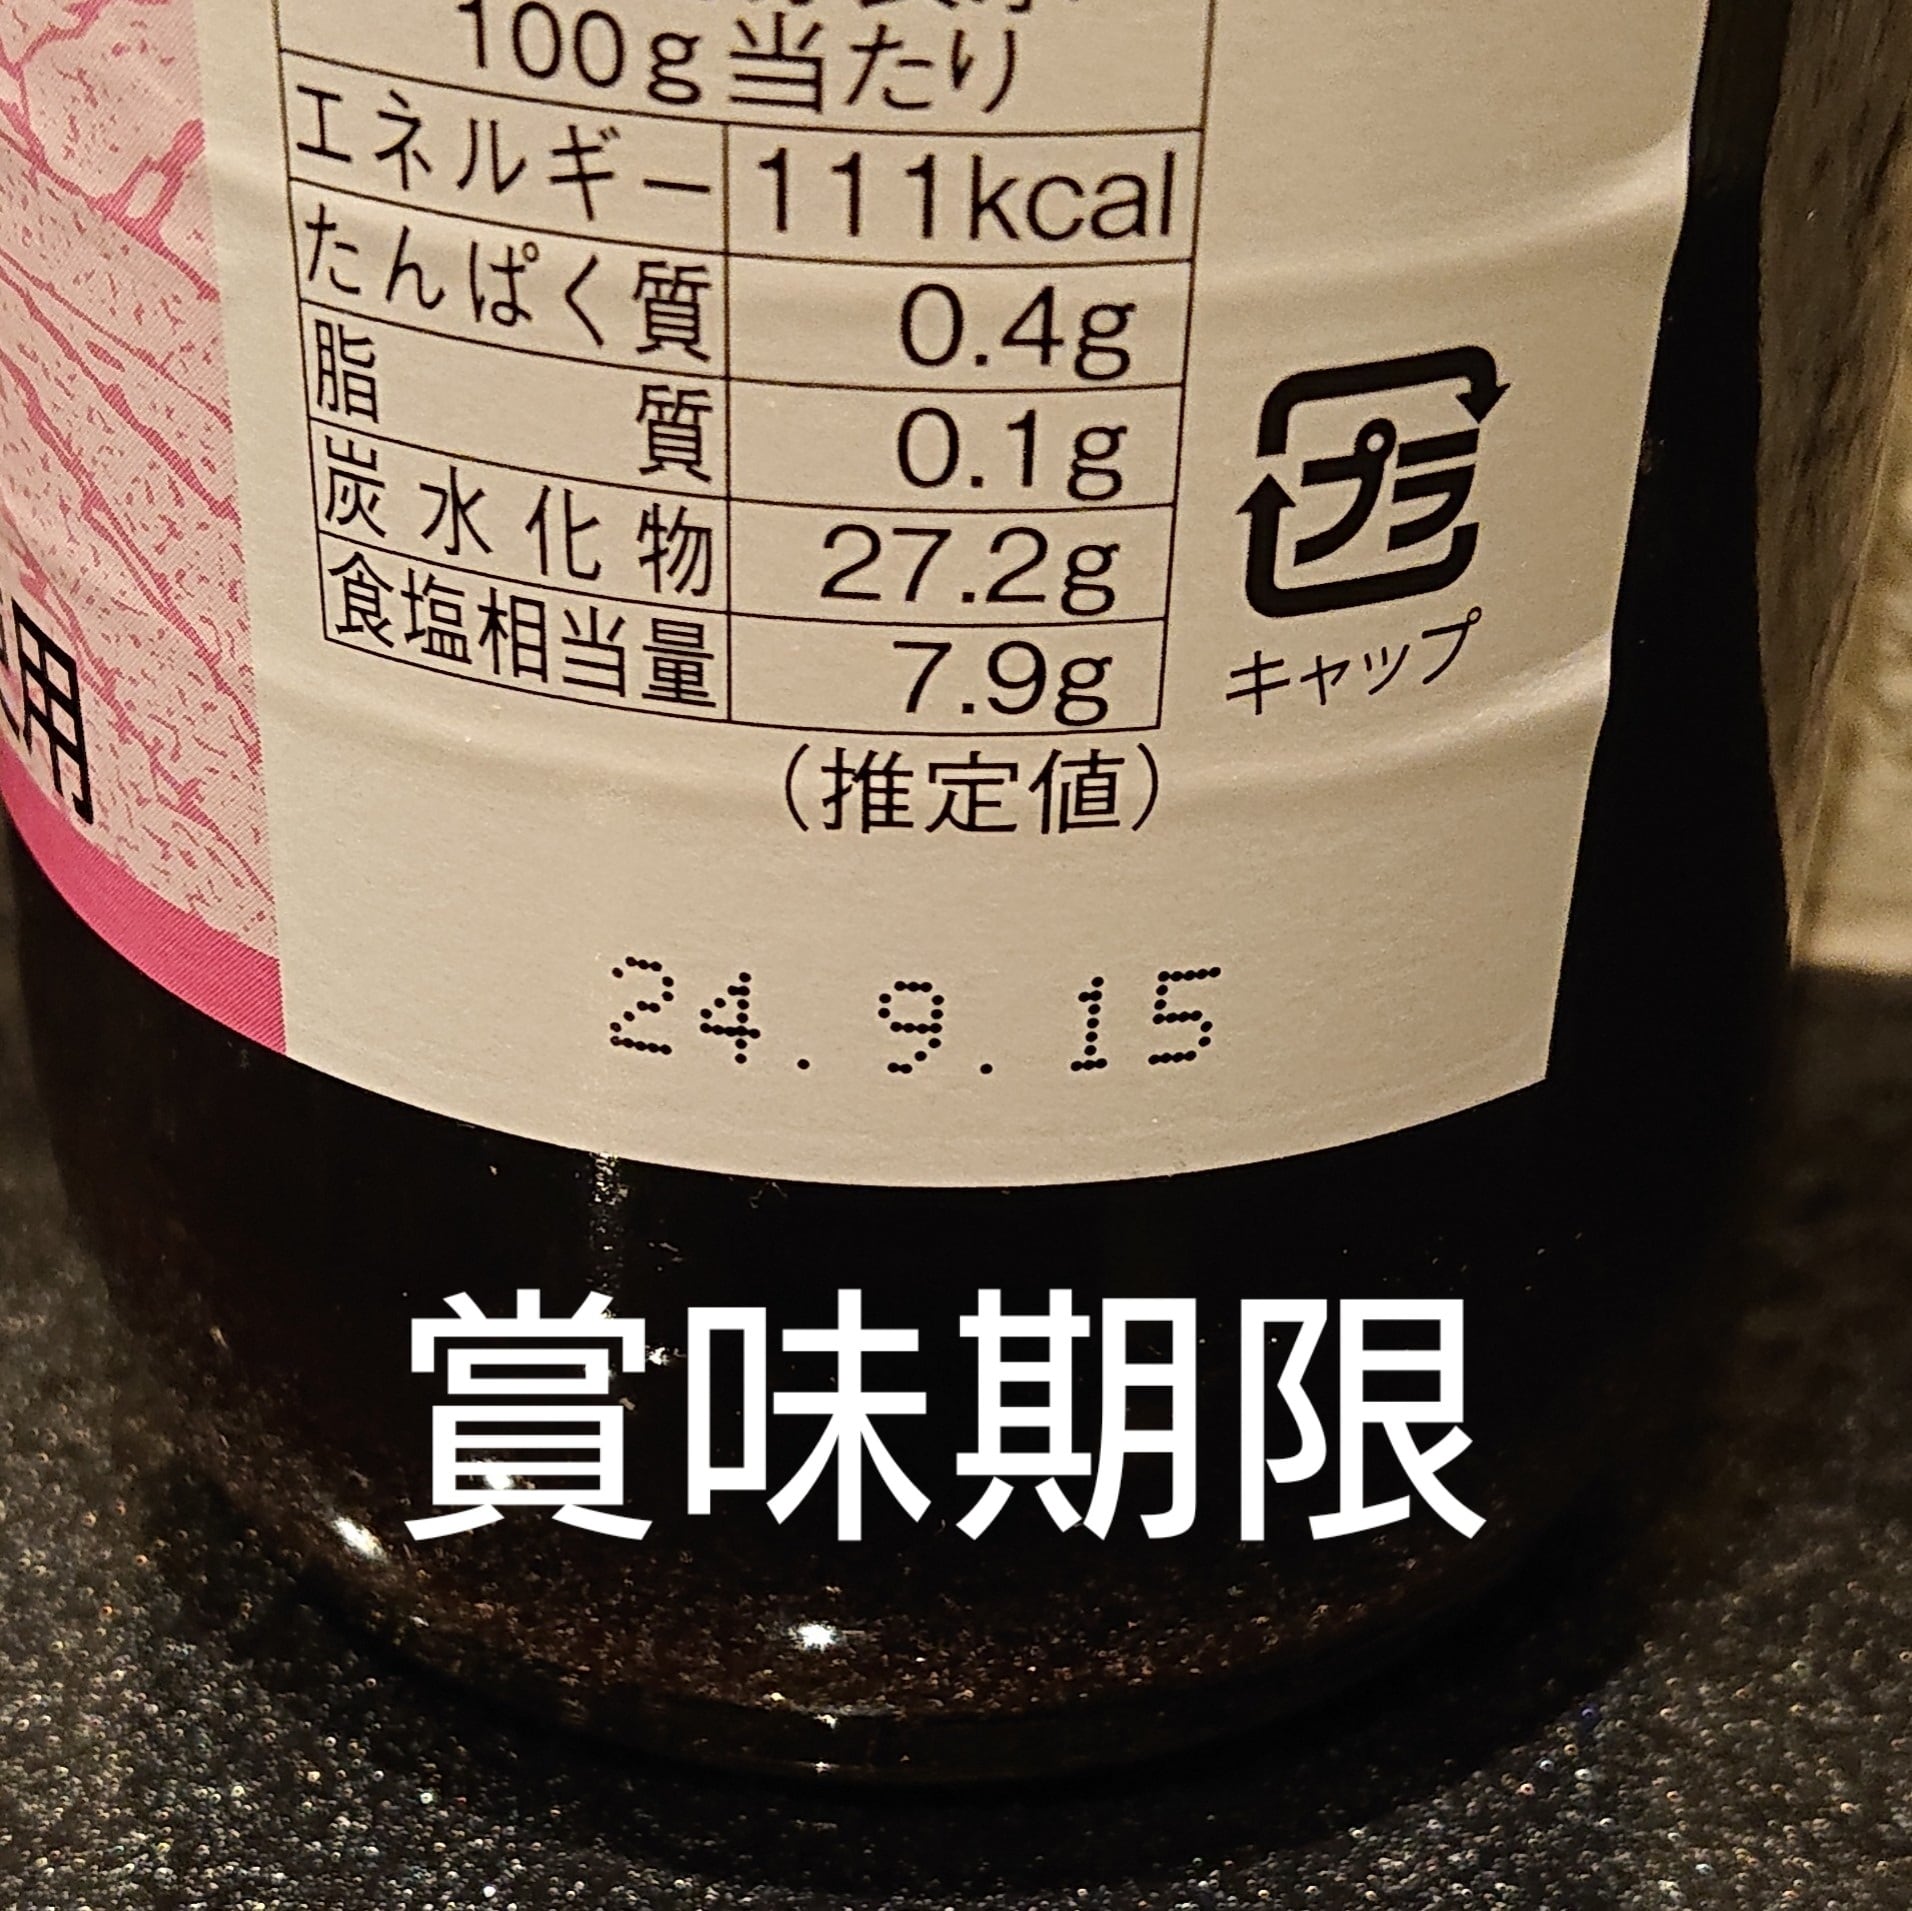 100g当たり
エネルギー 111kcal
たんぱく質 0.4g
脂質 0.1g
炭水化物 27.2g
食塩相当量 7.9g
(推定値)
プラ
キャップ
24.9.15
賞味期限